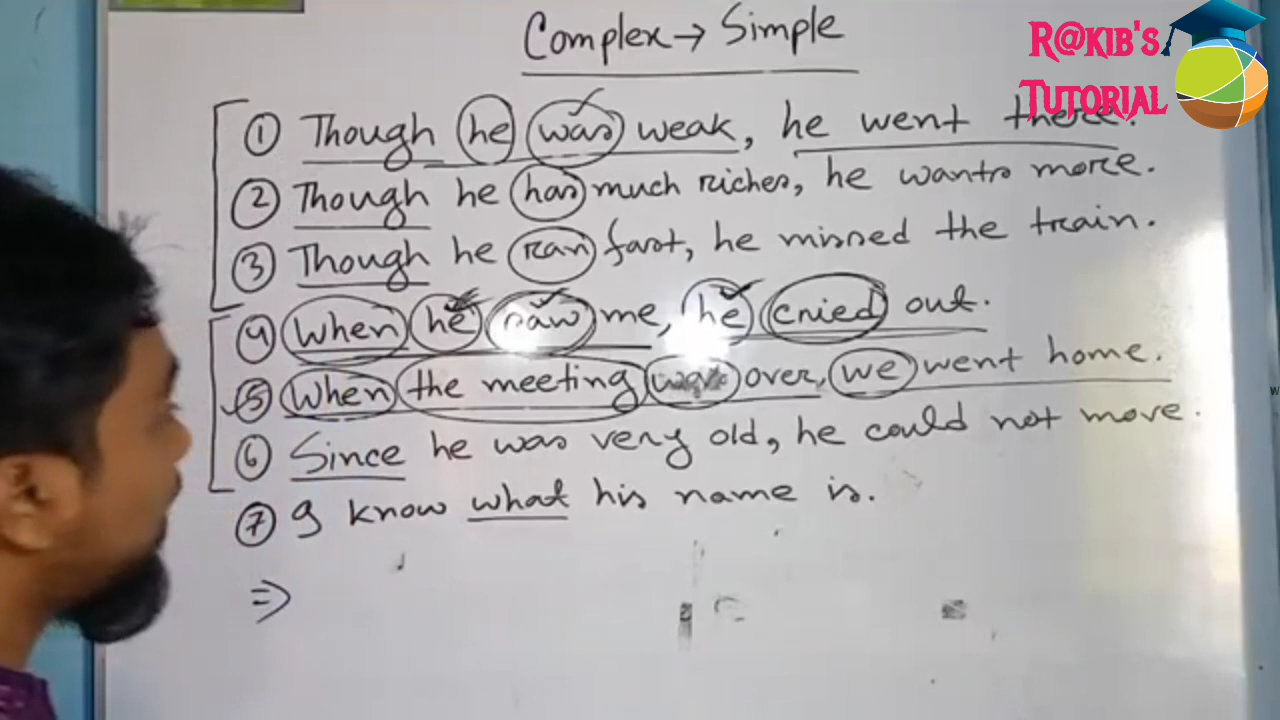 Complex → Simple
R@KIB'S
TUTORIAL
① Though he was weak, he went there.
② Though he has much riches, he wants more.
③ Though he ran fast, he missed the train.
④ When he saw me, he cried out.
⑤ When the meeting was over, we went home.
⑥ Since he was very old, he could not move.
⑦ I know what his name is.
⇒